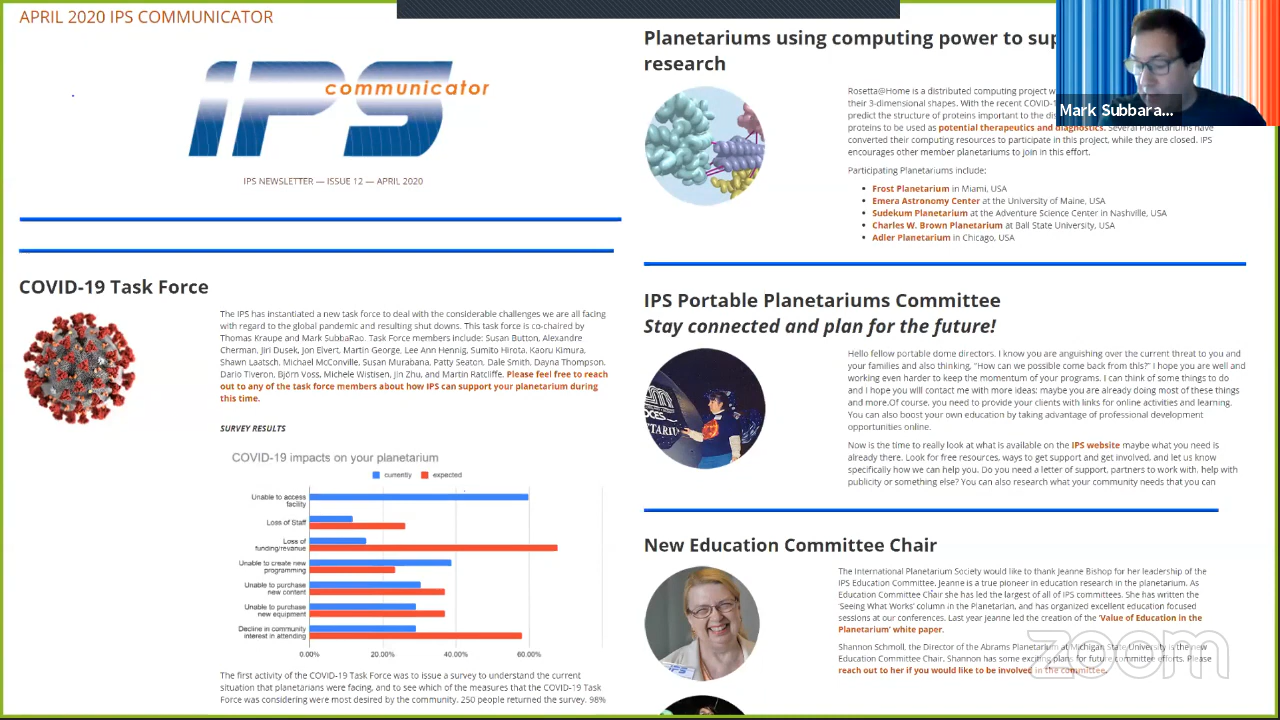 APRIL 2020 IPS COMMUNICATOR
IPS
communicator
IPS NEWSLETTER — ISSUE 12 — APRIL 2020
COVID-19 Task Force
The IPS has instantiated a new task force to deal with the considerable challenges we are all facing
with regard to the global pandemic and resulting shut downs. This task force is co-chaired by
Thomas Kraupe and Mark SubbaRao. Task Force members include: Susan Button, Alexandre
Cherman, Jiri Dusek, Jon Elvert, Martin George, Lee Ann Hennig, Sumito Hirota, Kaoru Kimura,
Shawn Laatsch, Michael McConville, Susan Murabana, Patty Seaton, Dale Smith, Dayna Thompson,
Dario Tiveron, Björn Voss, Michele Wistisen, Jin Zhu, and Martin Ratcliffe. Please feel free to reach
out to any of the task force members about how IPS can support your planetarium during
this time.
SURVEY RESULTS
COVID-19 impacts on your planetarium
currently expected
Unable to access
facility
Loss of Staff
Loss of
funding/revenue
Unable to create new
programming
Unable to purchase
new content
Unable to purchase
new equipment
Decline in community
interest in attending
0.00% 20.00% 40.00% 60.00%
The first activity of the COVID-19 Task Force was to issue a survey to understand the current
situation that planetarians were facing, and to see which of the measures that the COVID-19 Task
Force was considering were most desired by the community. 250 people returned the survey. 98%
Planetariums using computing power to
research
Rosetta@Home is a distributed computing project
their 3-dimensional shapes. With the recent
predict the structure of proteins important to the
proteins to be used as potential therapeutics and diagnostics. Several Planetariums have
converted their computing resources to participate in this project, while they are closed. IPS
encourages other member planetariums to join in this effort.
Participating Planetariums include:
• Frost Planetarium in Miami, USA
• Emera Astronomy Center at the University of Maine, USA
• Sudekum Planetarium at the Adventure Science Center in Nashville, USA
• Charles W. Brown Planetarium at Ball State University, USA
• Adler Planetarium in Chicago, USA
IPS Portable Planetariums Committee
Stay connected and plan for the future!
Hello fellow portable dome directors. I know you are anguishing over the current threat to you and
your families and also thinking, "How can we possible come back from this?" I hope you are well and
working even harder to keep the momentum of your programs. I can think of some things to do
and I hope you will contact me with more ideas; maybe you are already doing most of these things
and more.Of course, you need to provide your clients with links for online activities and learning.
You can also boost your own education by taking advantage of professional development
opportunities online.
Now is the time to really look at what is available on the IPS website maybe what you need is
already there. Look for free resources, ways to get support and get involved, and let us know
specifically how we can help you. Do you need a letter of support, partners to work with, help with
publicity or something else? You can also research what your community needs that you can
New Education Committee Chair
The International Planetarium Society would like to thank Jeanne Bishop for her leadership of the
IPS Education Committee. Jeanne is a true pioneer in education research in the planetarium. As
Education Committee Chair she has led the largest of all of IPS committees. She has written the
'Seeing What Works' column in the Planetarian, and has organized excellent education focused
sessions at our conferences. Last year Jeanne led the creation of the 'Value of Education in the
Planetarium' white paper.
Shannon Schmoll, the Director of the Abrams Planetarium at Michigan State University is the new
Education Committee Chair. Shannon has some exciting plans for future committee efforts. Please
reach out to her if you would like to be involved in the committee.
Mark Subbara...
zoom